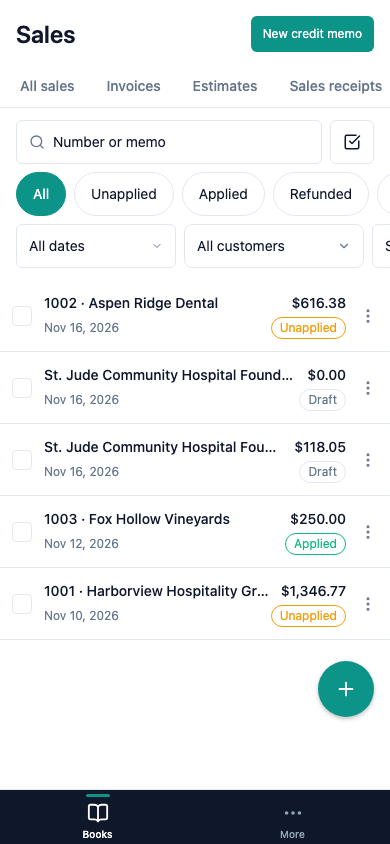 Sales
New credit memo
All sales
Invoices
Estimates
Sales receipts
Number or memo
All
Unapplied
Applied
Refunded
All dates
All customers
S
1002 · Aspen Ridge Dental
$616.38
Nov 16, 2026
Unapplied
St. Jude Community Hospital Found...
$0.00
Nov 16, 2026
Draft
St. Jude Community Hospital Fou...
$118.05
Nov 16, 2026
Draft
1003 · Fox Hollow Vineyards
$250.00
Nov 12, 2026
Applied
1001 · Harborview Hospitality Gr...
$1,346.77
Nov 10, 2026
Unapplied
Books
More